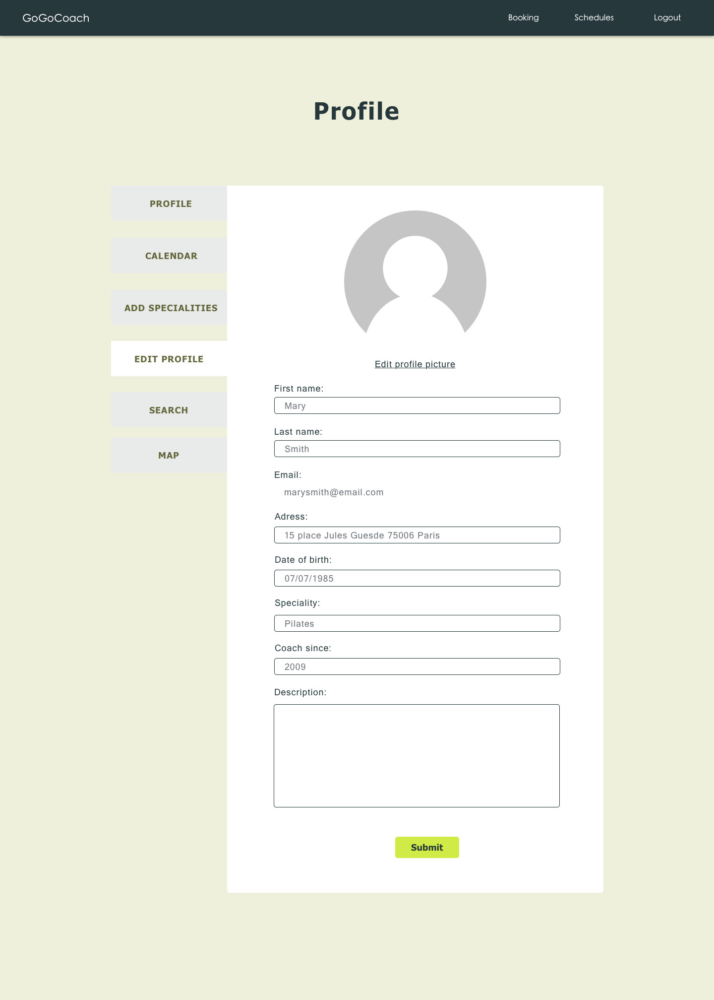 GoGoCoach
Booking
Schedules
Logout
Profile
PROFILE
CALENDAR
ADD SPECIALITIES
EDIT PROFILE
SEARCH
MAP
Edit profile picture
First name:
Mary
Last name:
Smith
Email:
marysmith@email.com
Adress:
15 place Jules Guesde 75006 Paris
Date of birth:
07/07/1985
Speciality:
Pilates
Coach since:
2009
Description:
Submit